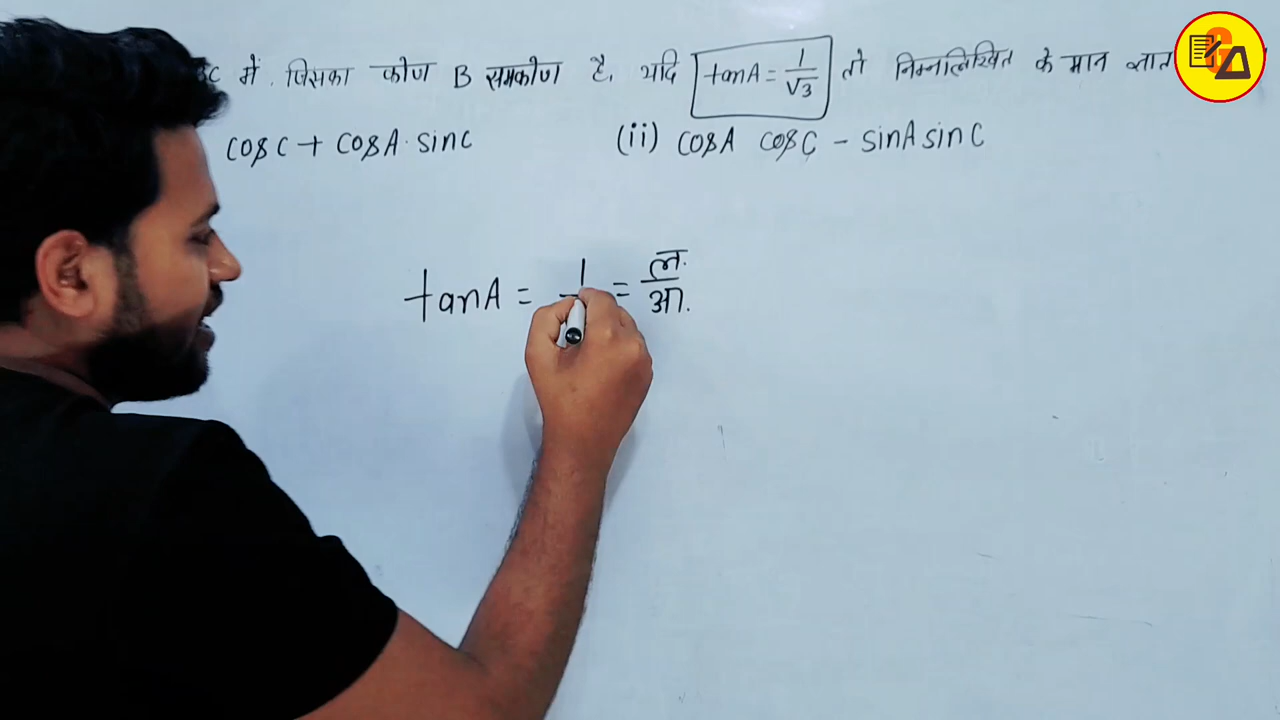 में, जिसका कोण B समकोण है, यदि tanA = 1/√3 तो निम्नलिखित के मान ज्ञात
cosC + cosA · sinC (ii) cosA cosC - sinA sinC
tanA = 1 = ल./आ.